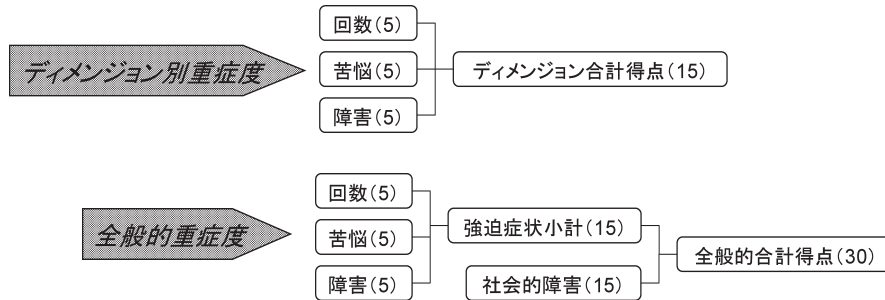 ディメンジョン別重症度
回数(5)
苦悩(5)
障害(5)
ディメンジョン合計得点(15)
全般的重症度
回数(5)
苦悩(5)
障害(5)
強迫症状小計(15)
社会的障害(15)
全般的合計得点(30)